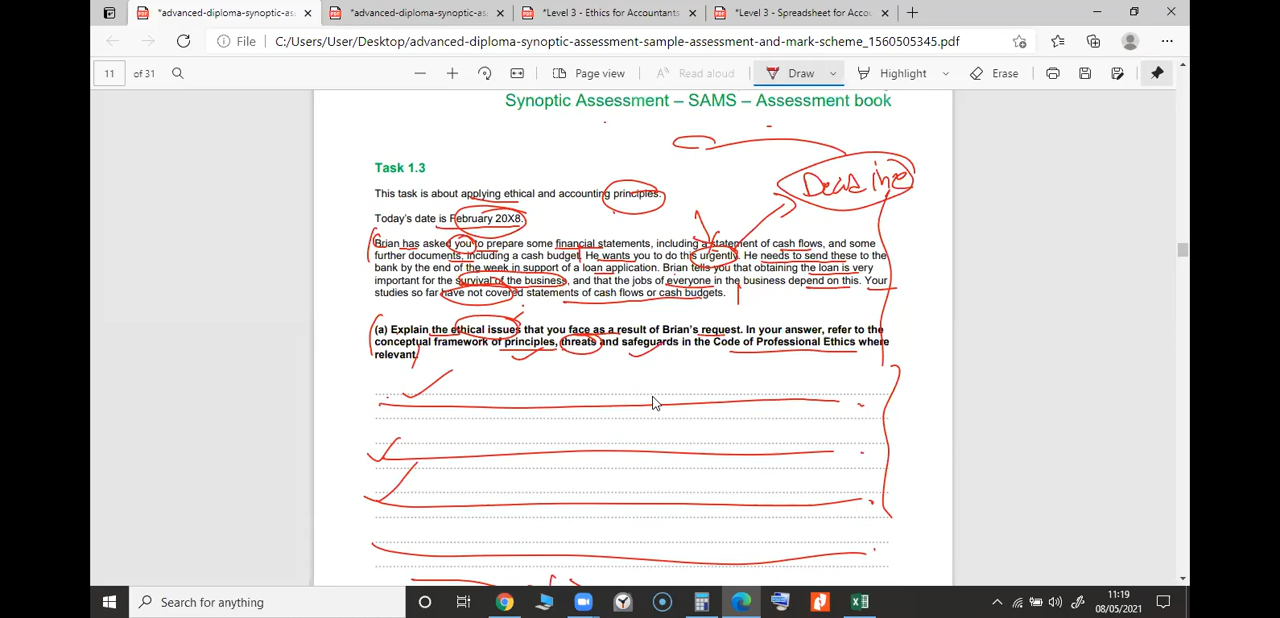 *advanced-diploma-synoptic-as:
*advanced-diploma-synoptic-as:
*Level 3 - Ethics for Accountants
*Level 3 - Spreadsheet for Accou
File
C:/Users/User/Desktop/advanced-diploma-synoptic-assessment-sample-assessment-and-mark-scheme_1560505345.pdf
11 of 31
Page view
Read aloud
Draw
Highlight
Erase
Synoptic Assessment – SAMS – Assessment book
Task 1.3
Deadline
This task is about applying ethical and accounting principles.
Today's date is February 20X8.
Brian has asked you to prepare some financial statements, including a statement of cash flows, and some
further documents, including a cash budget. He wants you to do this urgently. He needs to send these to the
bank by the end of the week in support of a loan application. Brian tells you that obtaining the loan is very
important for the survival of the business, and that the jobs of everyone in the business depend on this. Your
studies so far have not covered statements of cash flows or cash budgets.
(a) Explain the ethical issues that you face as a result of Brian's request. In your answer, refer to the
conceptual framework of principles, threats and safeguards in the Code of Professional Ethics where
relevant.
Search for anything
11:19
08/05/2021